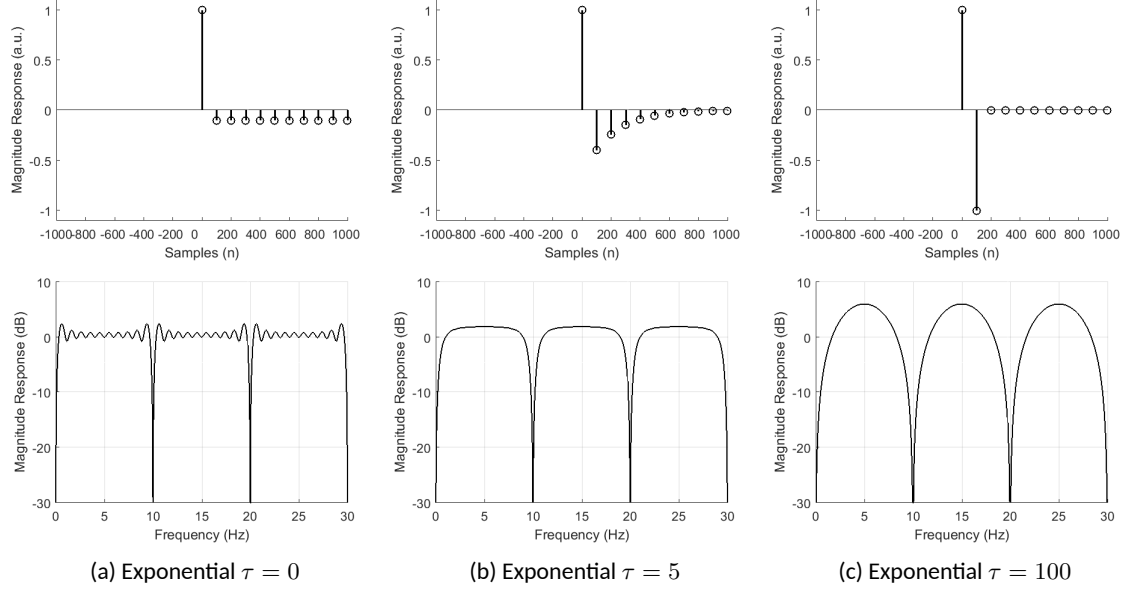 Magnitude Response (a.u.)
1
0.5
0
-0.5
-1
-1000-800 -600 -400 -200 0 200 400 600 800 1000
Samples (n)
Magnitude Response (a.u.)
1
0.5
0
-0.5
-1
-1000-800 -600 -400 -200 0 200 400 600 800 1000
Samples (n)
Magnitude Response (a.u.)
1
0.5
0
-0.5
-1
-1000-800 -600 -400 -200 0 200 400 600 800 1000
Samples (n)
Magnitude Response (dB)
10
0
-10
-20
-30
0 5 10 15 20 25 30
Frequency (Hz)
(a) Exponential τ = 0
Magnitude Response (dB)
10
0
-10
-20
-30
0 5 10 15 20 25 30
Frequency (Hz)
(b) Exponential τ = 5
Magnitude Response (dB)
10
0
-10
-20
-30
0 5 10 15 20 25 30
Frequency (Hz)
(c) Exponential τ = 100